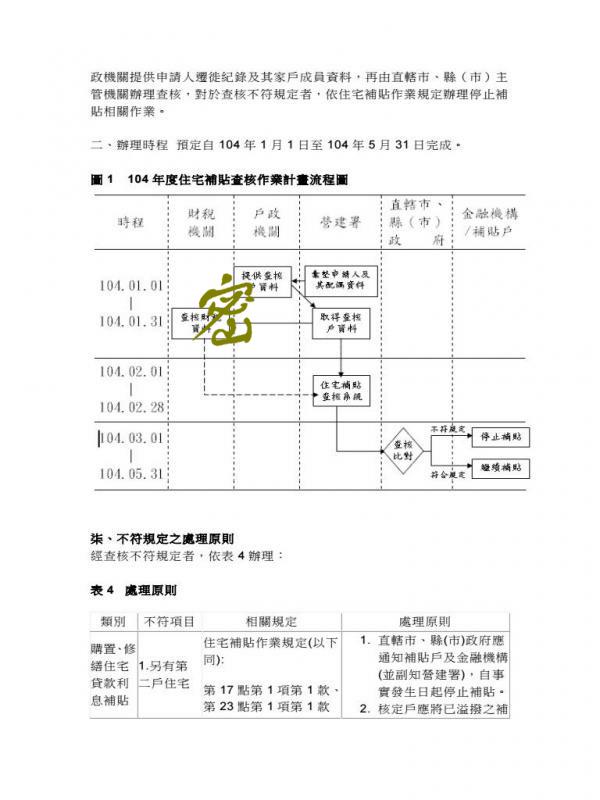 政機關提供申請人遷徙紀錄及其家戶成員資料，再由直轄市、縣（市）主
管機關辦理查核，對於查核不符規定者，依住宅補貼作業規定辦理停止補
貼相關作業。
二、辦理時程 預定自 104 年 1 月 1 日至 104 年 5 月 31 日完成。
圖 1 104 年度住宅補貼查核作業計畫流程圖
時程
財稅
機關
戶政
機關
營建署
直轄市、
縣（市）
政 府
金融機構
/補貼戶
104.01.01
|
104.01.31
提供查核
戶資料
彙整申請人及
其配偶資料
查核財稅
資料
取得查核
戶資料
密
104.02.01
|
104.02.28
住宅補貼
查核系統
104.03.01
|
104.05.31
查核
比對
不符規定
停止補貼
符合規定
繼續補貼
柒、不符規定之處理原則
經查核不符規定者，依表 4 辦理：
表 4 處理原則
類別 不符項目 相關規定 處理原則
購置、修
繕住宅
貸款利
息補貼
1.另有第
二戶住宅
住宅補貼作業規定(以下
同):
第 17 點第 1 項第 1 款、
第 23 點第 1 項第 1 款
1. 直轄市、縣(市)政府應
通知補貼戶及金融機構
(並副知營建署)，自事
實發生日起停止補貼。
2. 核定戶應將已溢撥之補